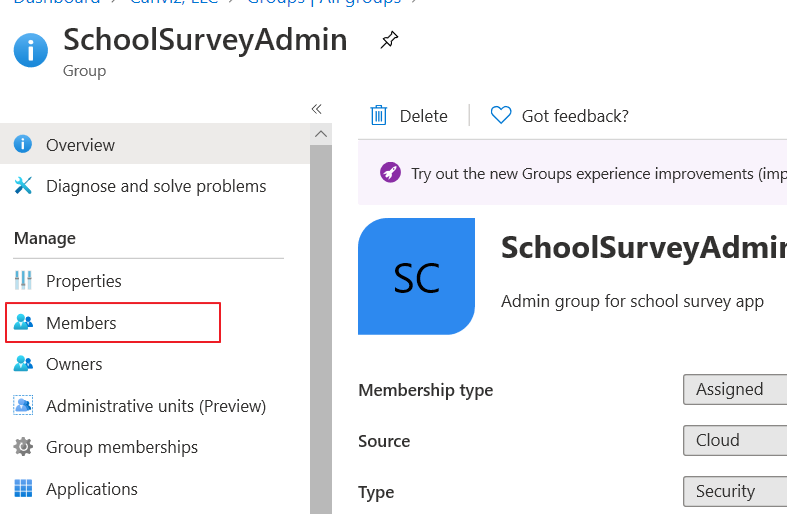 Dashboard > Canviz, LLC > Groups | All groups >
SchoolSurveyAdmin
Group
«
Overview
Diagnose and solve problems
Manage
Properties
Members
Owners
Administrative units (Preview)
Group memberships
Applications
Delete
Got feedback?
Try out the new Groups experience improvements (imp
SC
SchoolSurveyAdmin
Admin group for school survey app
Membership type
Assigned
Source
Cloud
Type
Security